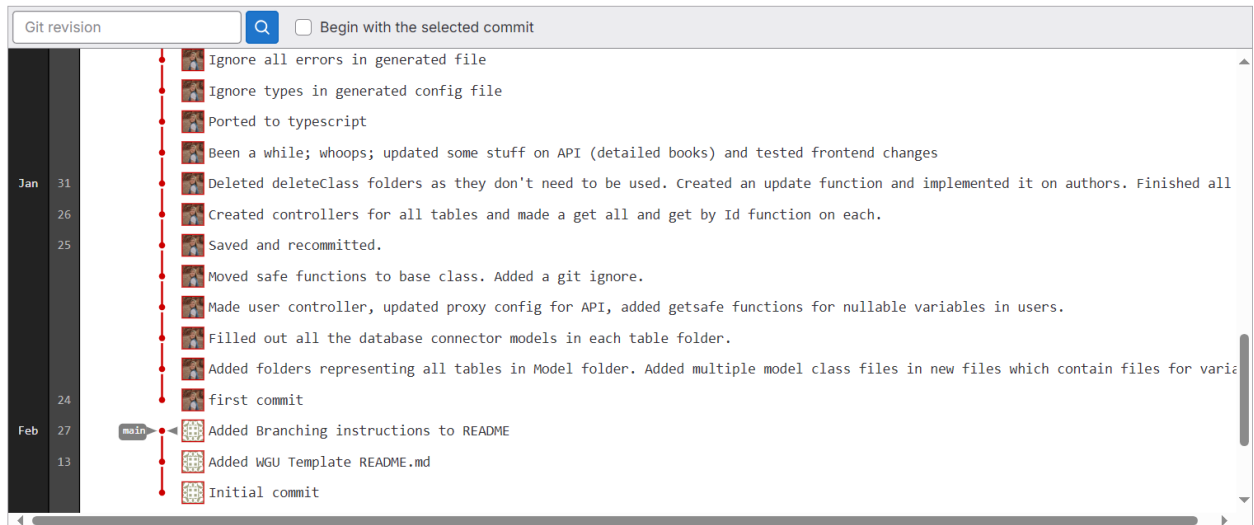 Git revision Begin with the selected commit
Ignore all errors in generated file
Ignore types in generated config file
Ported to typescript
Been a while; whoops; updated some stuff on API (detailed books) and tested frontend changes
Jan 31 Deleted deleteClass folders as they don't need to be used. Created an update function and implemented it on authors. Finished all
26 Created controllers for all tables and made a get all and get by Id function on each.
25 Saved and recommitted.
Moved safe functions to base class. Added a git ignore.
Made user controller, updated proxy config for API, added getsafe functions for nullable variables in users.
Filled out all the database connector models in each table folder.
Added folders representing all tables in Model folder. Added multiple model class files in new files which contain files for varia
24 first commit
Feb 27 main Added Branching instructions to README
13 Added WGU Template README.md
Initial commit